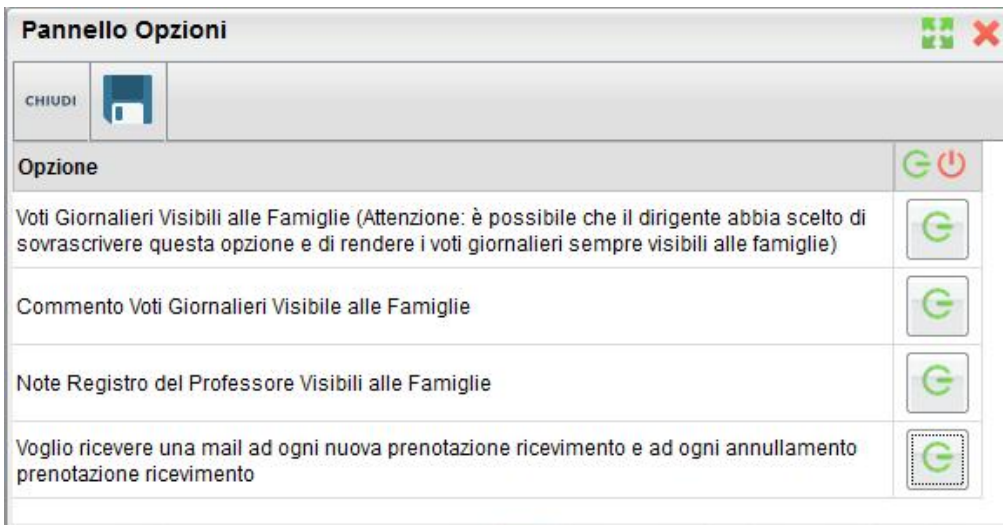 Pannello Opzioni
CHIUDI
Opzione
Voti Giornalieri Visibili alle Famiglie (Attenzione: è possibile che il dirigente abbia scelto di
sovrascrivere questa opzione e di rendere i voti giornalieri sempre visibili alle famiglie)
Commento Voti Giornalieri Visibile alle Famiglie
Note Registro del Professore Visibili alle Famiglie
Voglio ricevere una mail ad ogni nuova prenotazione ricevimento e ad ogni annullamento
prenotazione ricevimento